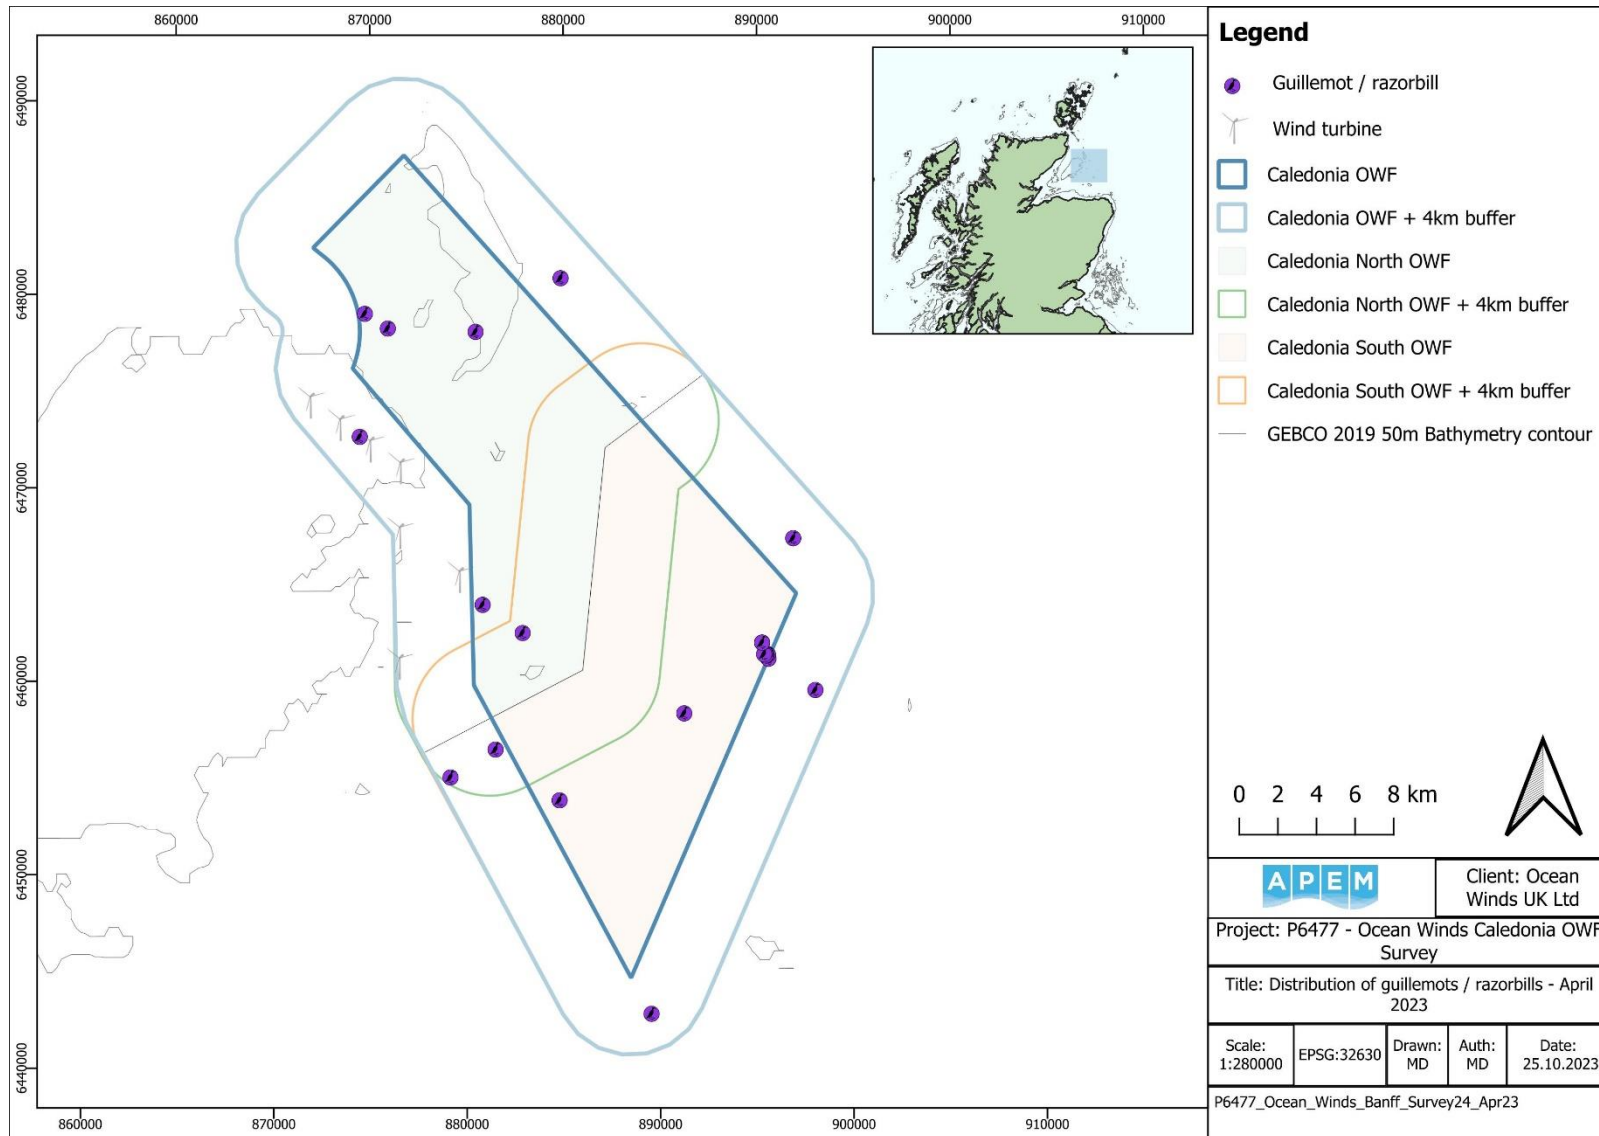 860000 870000 880000 890000 900000 910000
6490000
6480000
6470000
6460000
6450000
6440000
860000 870000 880000 890000 900000 910000
Legend
Guillemot / razorbill
Wind turbine
Caledonia OWF
Caledonia OWF + 4km buffer
Caledonia North OWF
Caledonia North OWF + 4km buffer
Caledonia South OWF
Caledonia South OWF + 4km buffer
GEBCO 2019 50m Bathymetry contour
0 2 4 6 8 km
APEM
Client: Ocean
Winds UK Ltd
Project: P6477 - Ocean Winds Caledonia OWF
Survey
Title: Distribution of guillemots / razorbills - April
2023
Scale:
1:280000
EPSG:32630
Drawn:
MD
Auth:
MD
Date:
25.10.2023
P6477_Ocean_Winds_Banff_Survey24_Apr23